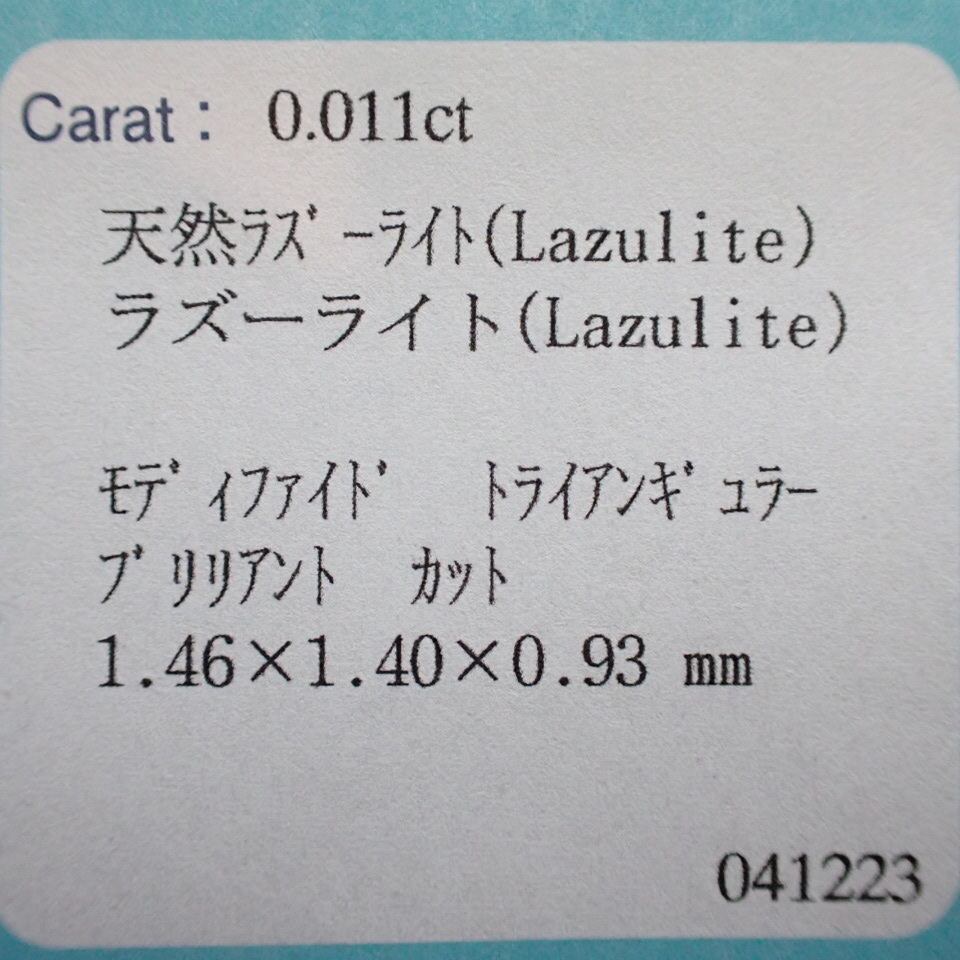 Carat： 0.011ct
天然ﾗｽﾞｰﾗｲﾄ(Lazulite)
ラズーライト(Lazulite)
ﾓﾃﾞｨﾌｧｲﾄﾞ　ﾄﾗｲｱﾝｷﾞｭﾗｰ
ﾌﾞﾘﾘｱﾝﾄ　ｶｯﾄ
1.46×1.40×0.93 mm
041223